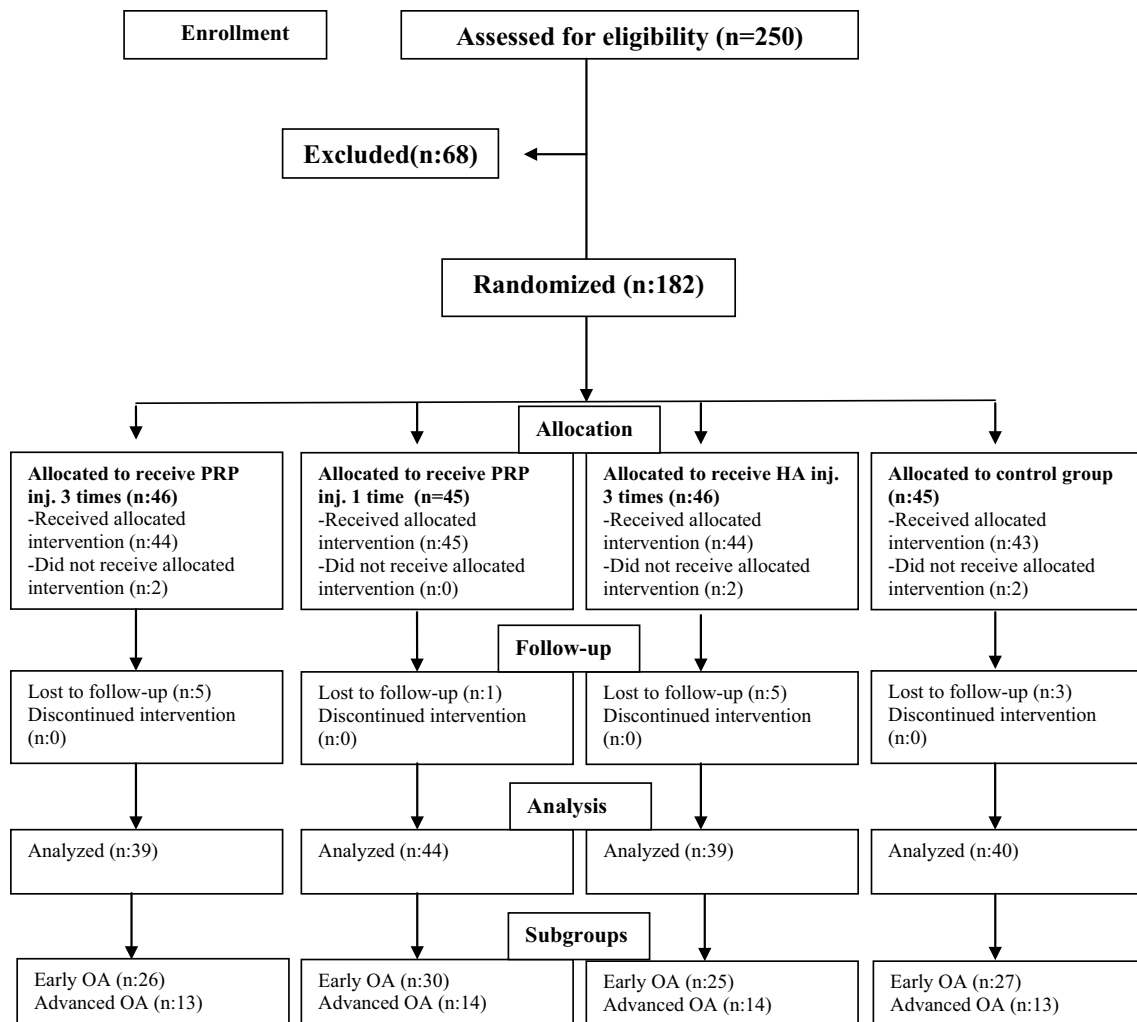 Enrollment
Assessed for eligibility (n=250)
Excluded(n:68)
Randomized (n:182)
Allocation
Allocated to receive PRP
inj. 3 times (n:46)
-Received allocated
intervention (n:44)
-Did not receive allocated
intervention (n:2)
Allocated to receive PRP
inj. 1 time (n=45)
-Received allocated
intervention (n:45)
-Did not receive allocated
intervention (n:0)
Allocated to receive HA inj.
3 times (n:46)
-Received allocated
intervention (n:44)
-Did not receive allocated
intervention (n:2)
Allocated to control group
(n:45)
-Received allocated
intervention (n:43)
-Did not receive allocated
intervention (n:2)
Follow-up
Lost to follow-up (n:5)
Discontinued intervention
(n:0)
Lost to follow-up (n:1)
Discontinued intervention
(n:0)
Lost to follow-up (n:5)
Discontinued intervention
(n:0)
Lost to follow-up (n:3)
Discontinued intervention
(n:0)
Analysis
Analyzed (n:39)
Analyzed (n:44)
Analyzed (n:39)
Analyzed (n:40)
Subgroups
Early OA (n:26)
Advanced OA (n:13)
Early OA (n:30)
Advanced OA (n:14)
Early OA (n:25)
Advanced OA (n:14)
Early OA (n:27)
Advanced OA (n:13)